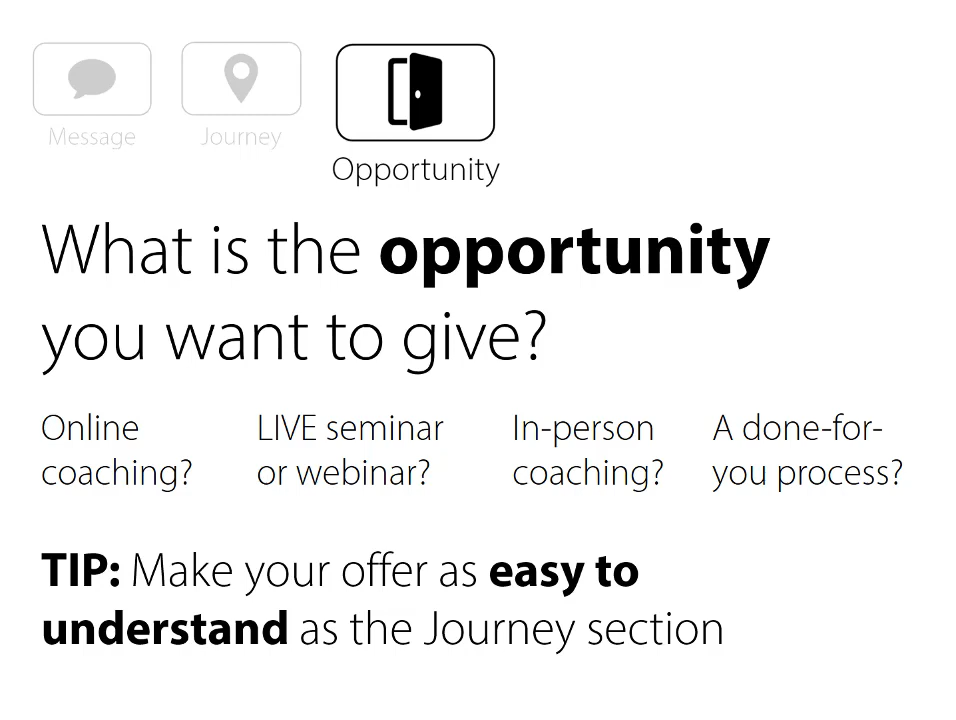 Message
Journey
Opportunity
What is the opportunity
you want to give?
Online
coaching?
LIVE seminar
or webinar?
In-person
coaching?
A done-for-
you process?
TIP: Make your offer as easy to
understand as the Journey section